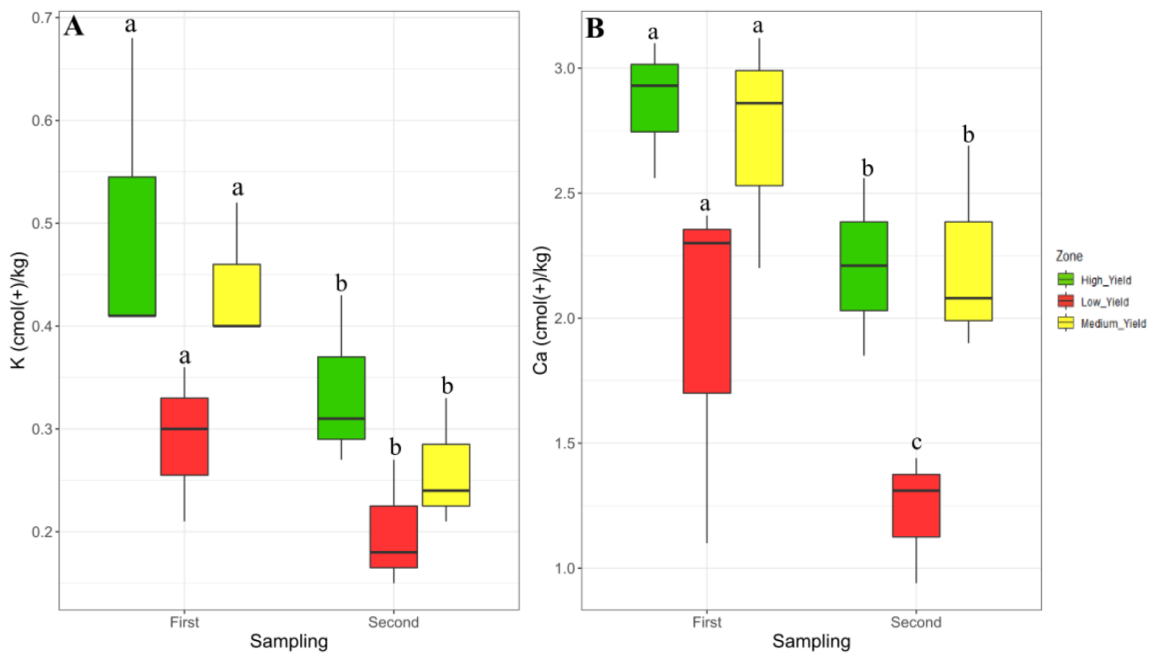 A
K (cmol(+)/kg)
0.7
0.6
0.5
0.4
0.3
0.2
a
a
a
b
b
b
First
Second
Sampling
B
Ca (cmol(+)/kg)
3.0
2.5
2.0
1.5
1.0
a
a
a
b
b
c
First
Second
Sampling
Zone
High_Yield
Low_Yield
Medium_Yield